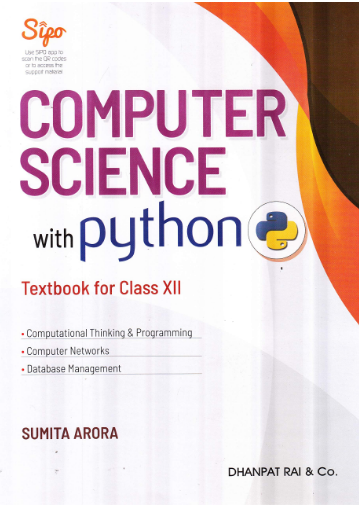 Sipo
Use SIPO app to
scan the QR codes
or to access the
support material
COMPUTER
SCIENCE
with python
Textbook for Class XII
• Computational Thinking & Programming
• Computer Networks
• Database Management
SUMITA ARORA
DHANPAT RAI & Co.